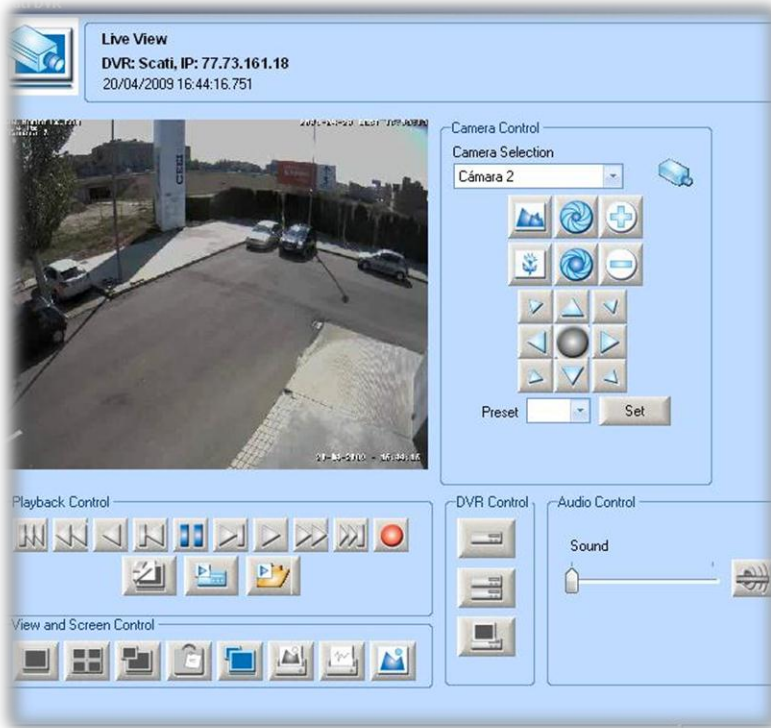 Live View
DVR: Scati, IP: 77.73.161.18
20/04/2009 16:44:16.751
Camera Control
Camera Selection
Cámara 2
Preset
Set
Playback Control
DVR Control
Audio Control
Sound
View and Screen Control